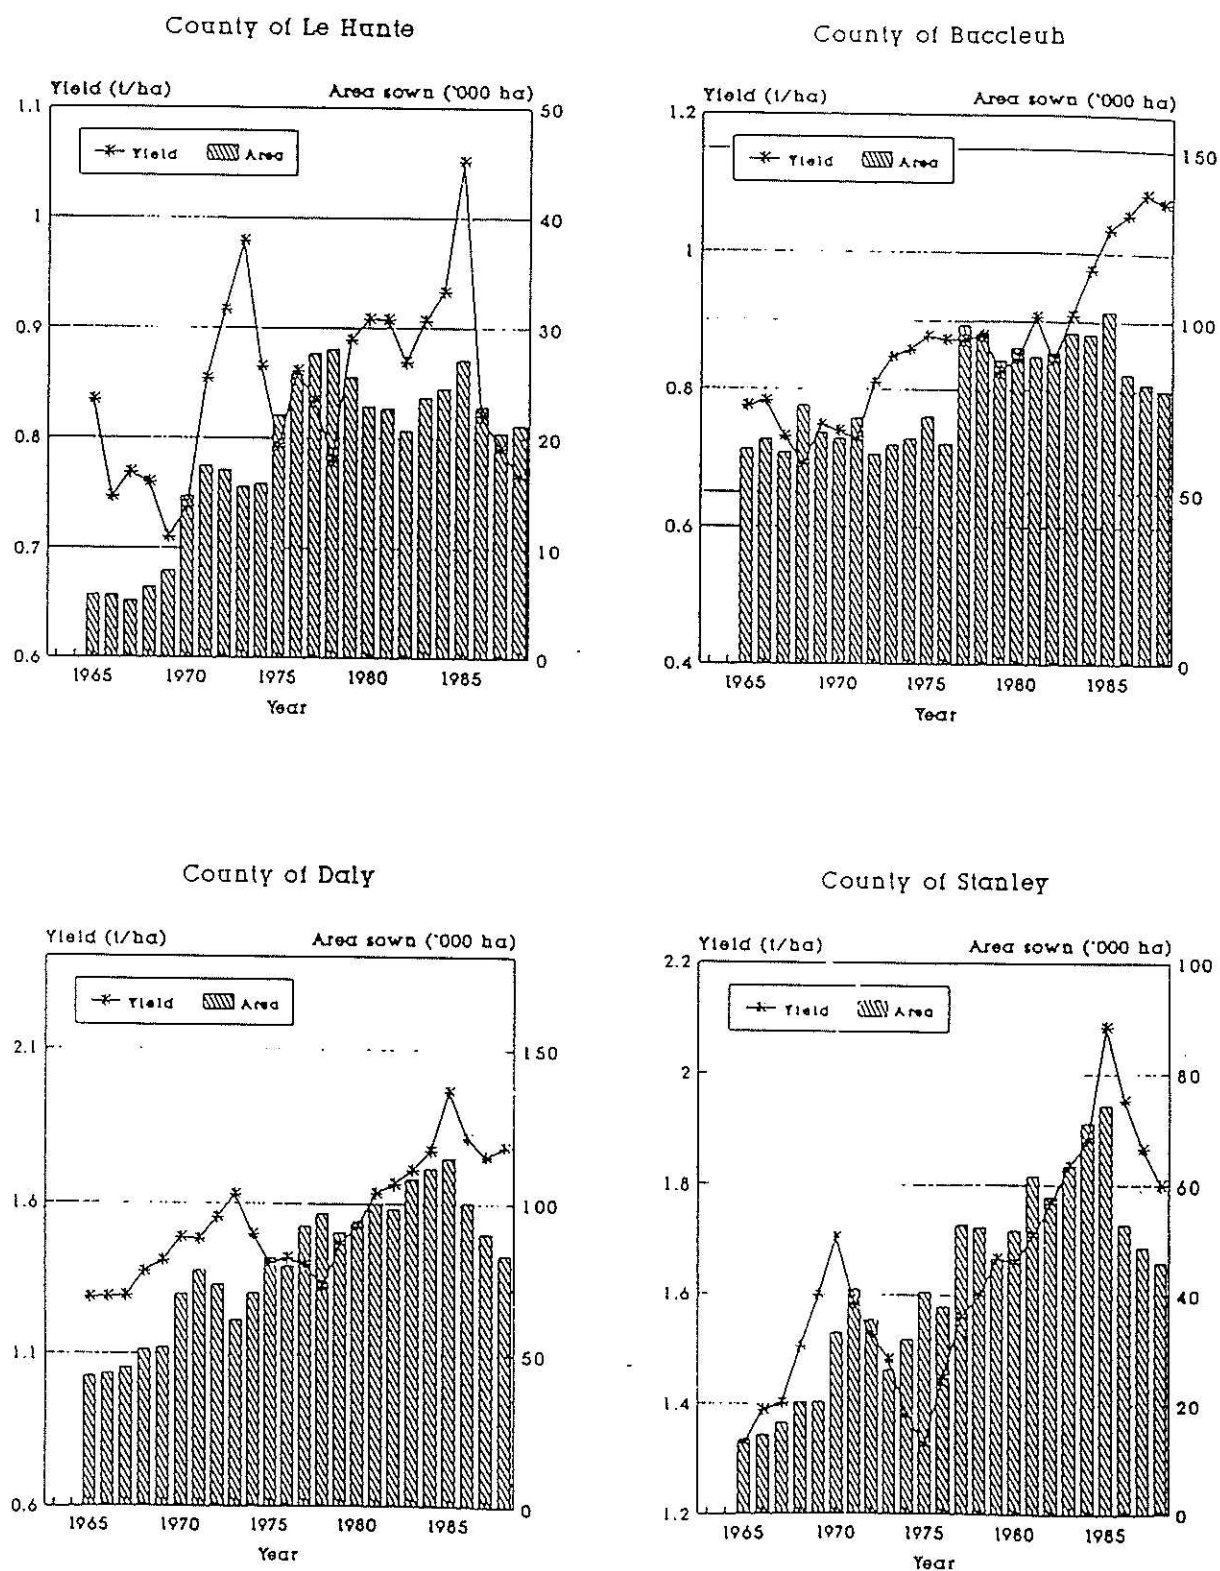 County of Le Hunte
Yield (t/ha)
Area sown ('000 ha)
1.1
1
0.9
0.8
0.7
0.6
50
40
30
20
10
0
Yield
Area
1965
1970
1975
1980
1985
Year
County of Buccleuh
Yield (t/ha)
Area sown ('000 ha)
1.2
1
0.8
0.6
0.4
150
100
50
0
Yield
Area
1965
1970
1975
1980
1985
Year
County of Daly
Yield (t/ha)
Area sown ('000 ha)
2.1
1.6
1.1
0.6
150
100
50
0
Yield
Area
1965
1970
1975
1980
1985
Year
County of Stanley
Yield (t/ha)
Area sown ('000 ha)
2.2
2
1.8
1.6
1.4
1.2
100
80
60
40
20
0
Yield
Area
1965
1970
1975
1980
1985
Year